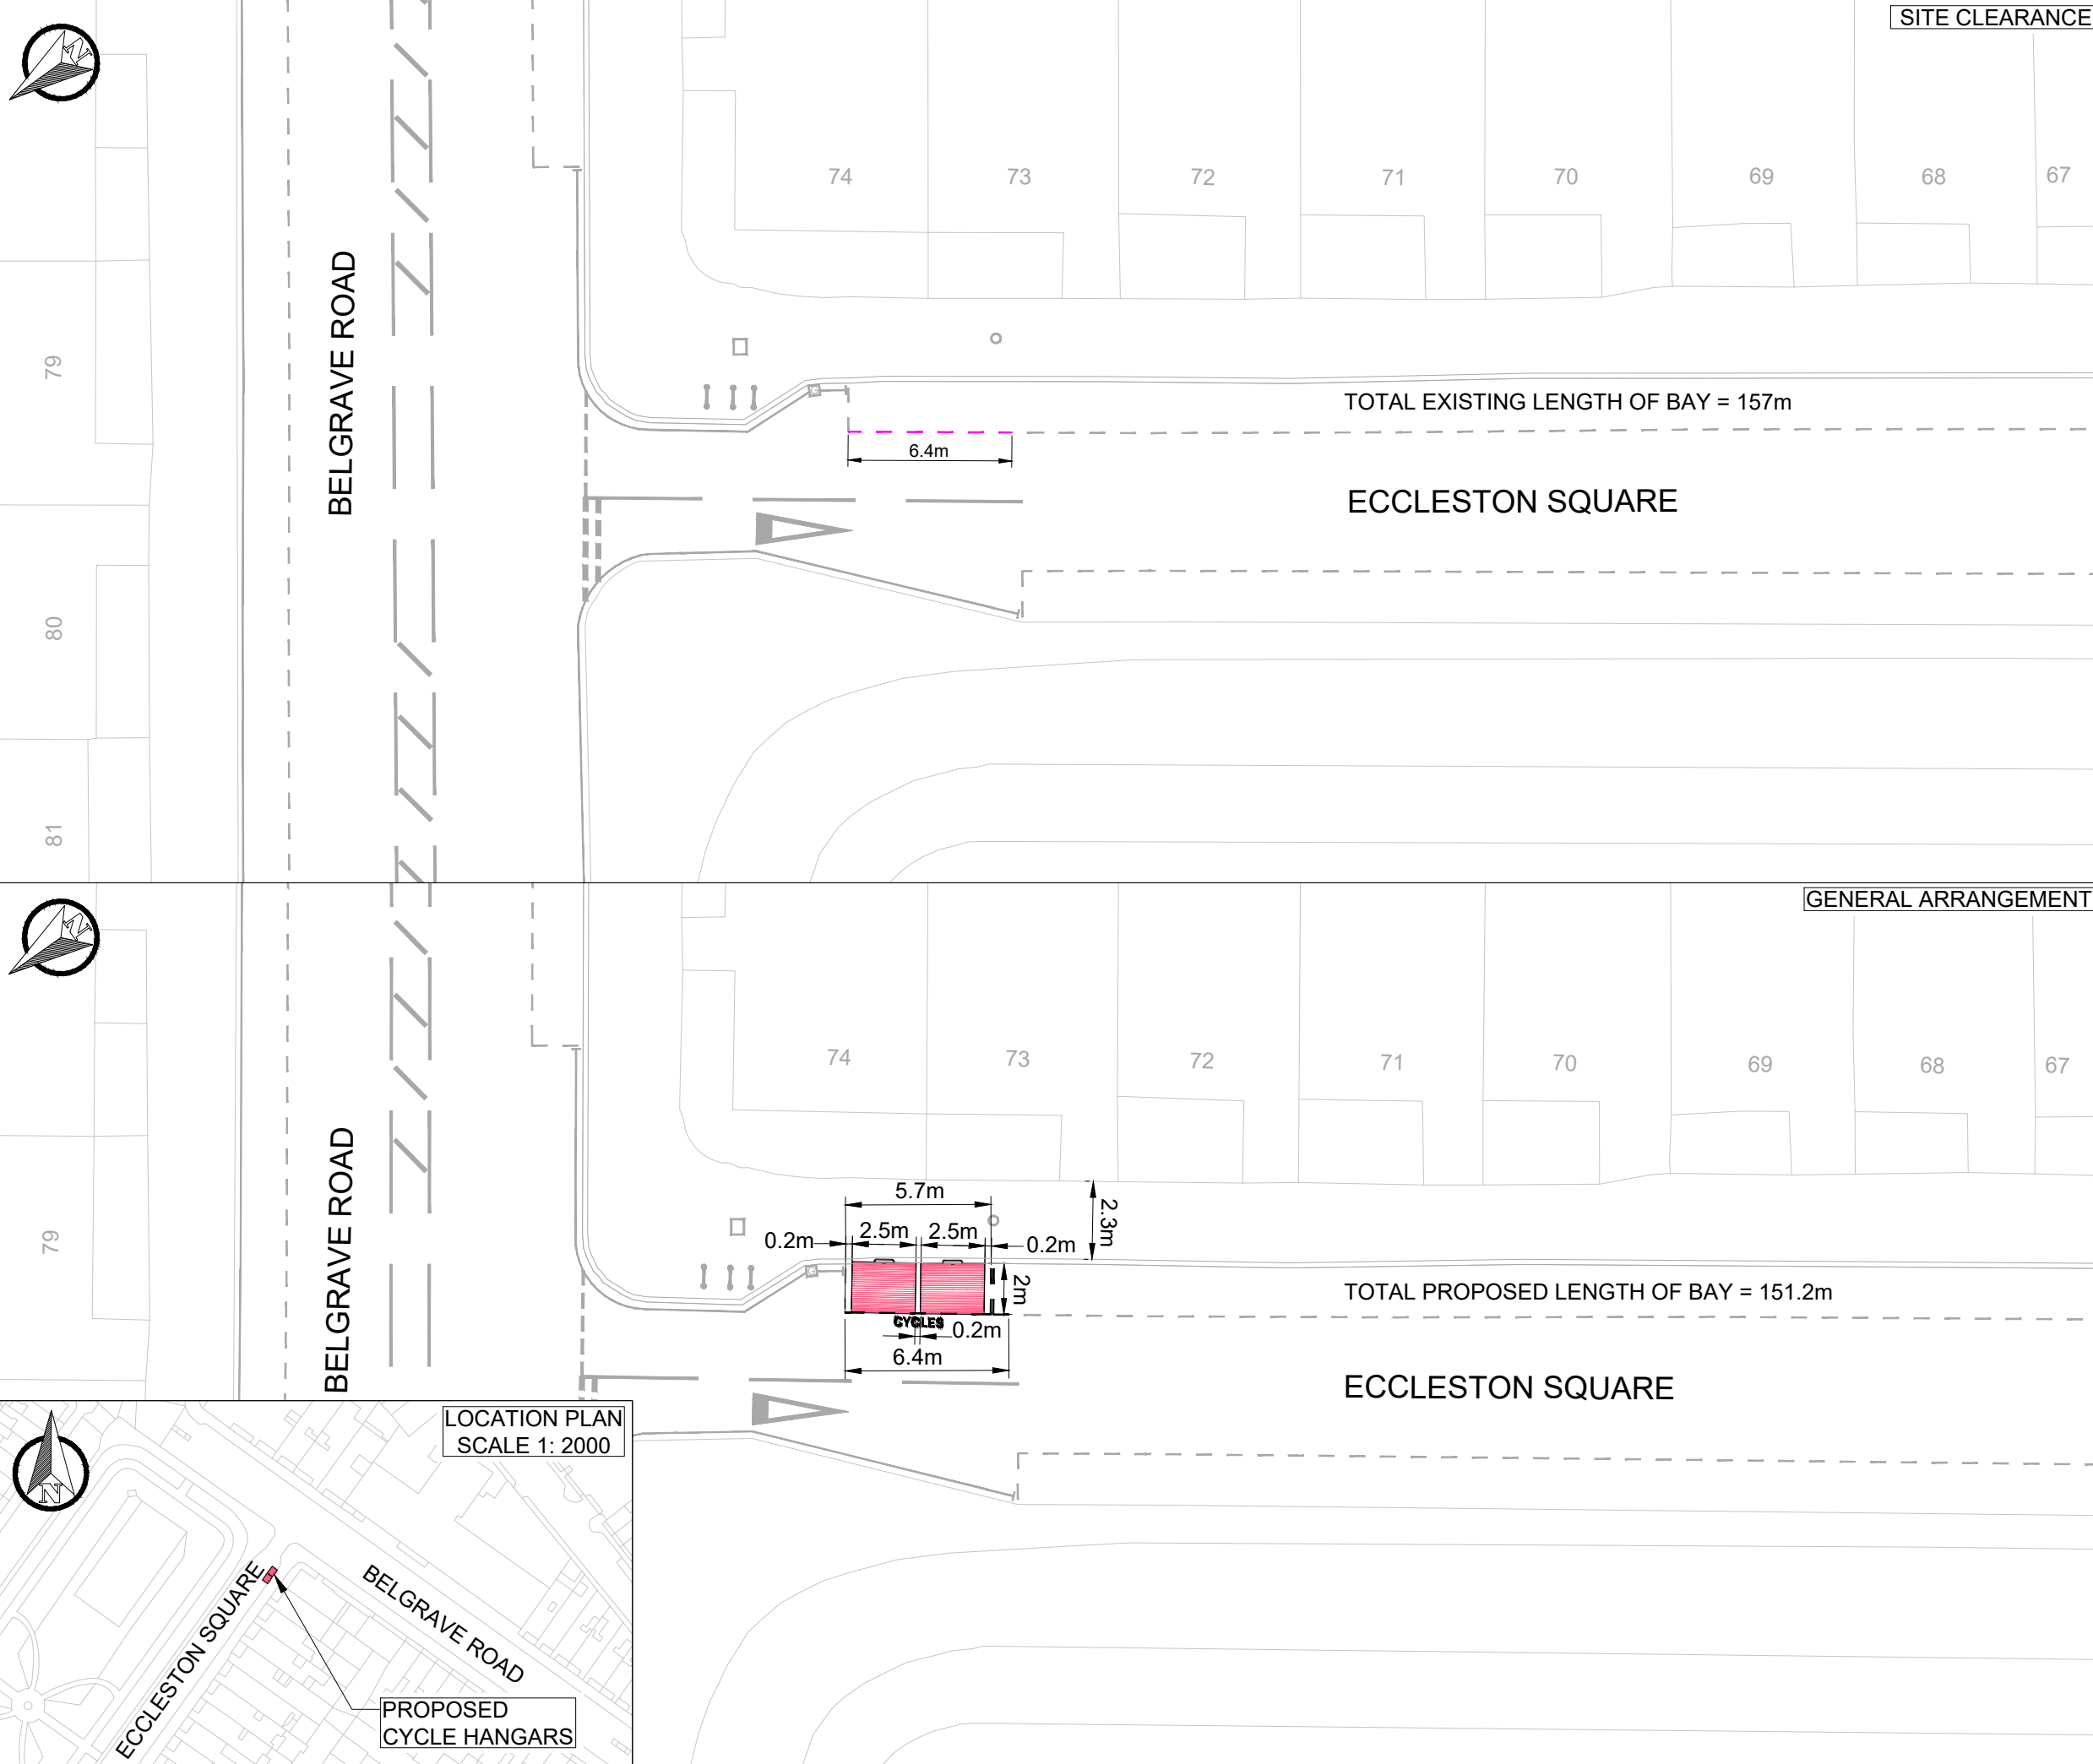 SITE CLEARANCE
N
74
73
72
71
70
69
68
67
79
BELGRAVE ROAD
TOTAL EXISTING LENGTH OF BAY = 157m
6.4m
ECCLESTON SQUARE
80
81
GENERAL ARRANGEMENT
N
74
73
72
71
70
69
68
67
79
BELGRAVE ROAD
5.7m
2.3m
0.2m
2.5m
2.5m
0.2m
2m
TOTAL PROPOSED LENGTH OF BAY = 151.2m
CYCLES
0.2m
6.4m
ECCLESTON SQUARE
LOCATION PLAN
SCALE 1: 2000
N
ECCLESTON SQUARE
BELGRAVE ROAD
PROPOSED
CYCLE HANGARS